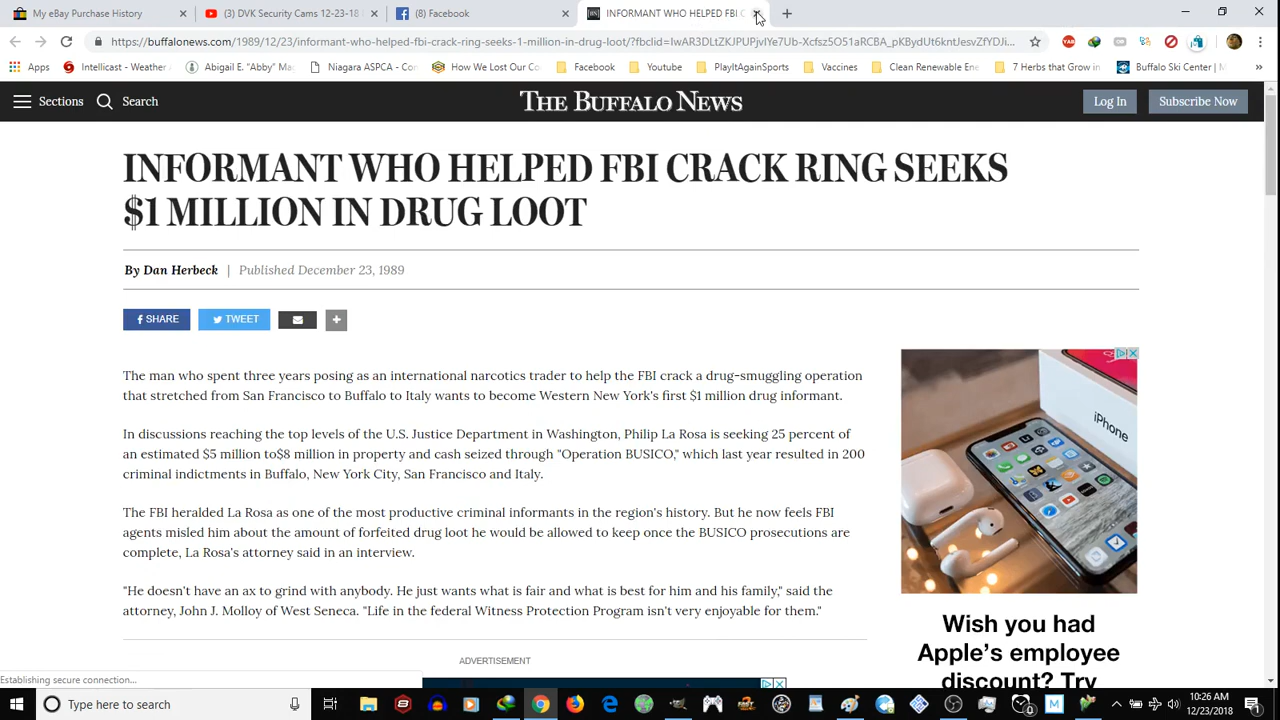 My eBay Purchase History
(3) DVK Security Cams 12-23-18
(8) Facebook
INFORMANT WHO HELPED FBI C
https://buffalonews.com/1989/12/23/informant-who-helped-fbi-crack-ring-seeks-1-million-in-drug-loot/?fbclid=IwAR3DLtZKJPUPjvIYe7Ub-Xcfsz5O51aRCBA_pKBydUt6kntJesvZfYDJi...
Apps
Intellicast - Weather
Abigail E. "Abby" Ma
Niagara ASPCA - Con
How We Lost Our Co
Facebook
Youtube
PlayItAgainSports
Vaccines
Clean Renewable Ene
7 Herbs that Grow in
Buffalo Ski Center | M
»
Sections
Search
THE BUFFALO NEWS
Log In
Subscribe Now
INFORMANT WHO HELPED FBI CRACK RING SEEKS
$1 MILLION IN DRUG LOOT
By Dan Herbeck | Published December 23, 1989
SHARE
TWEET
The man who spent three years posing as an international narcotics trader to help the FBI crack a drug-smuggling operation
that stretched from San Francisco to Buffalo to Italy wants to become Western New York's first $1 million drug informant.
In discussions reaching the top levels of the U.S. Justice Department in Washington, Philip La Rosa is seeking 25 percent of
an estimated $5 million to$8 million in property and cash seized through "Operation BUSICO," which last year resulted in 200
criminal indictments in Buffalo, New York City, San Francisco and Italy.
The FBI heralded La Rosa as one of the most productive criminal informants in the region's history. But he now feels FBI
agents misled him about the amount of forfeited drug loot he would be allowed to keep once the BUSICO prosecutions are
complete, La Rosa's attorney said in an interview.
"He doesn't have an ax to grind with anybody. He just wants what is fair and what is best for him and his family," said the
attorney, John J. Molloy of West Seneca. "Life in the federal Witness Protection Program isn't very enjoyable for them."
ADVERTISEMENT
iPhone
Wish you had
Apple's employee
discount? Try
Establishing secure connection...
Type here to search
10:26 AM
12/23/2018